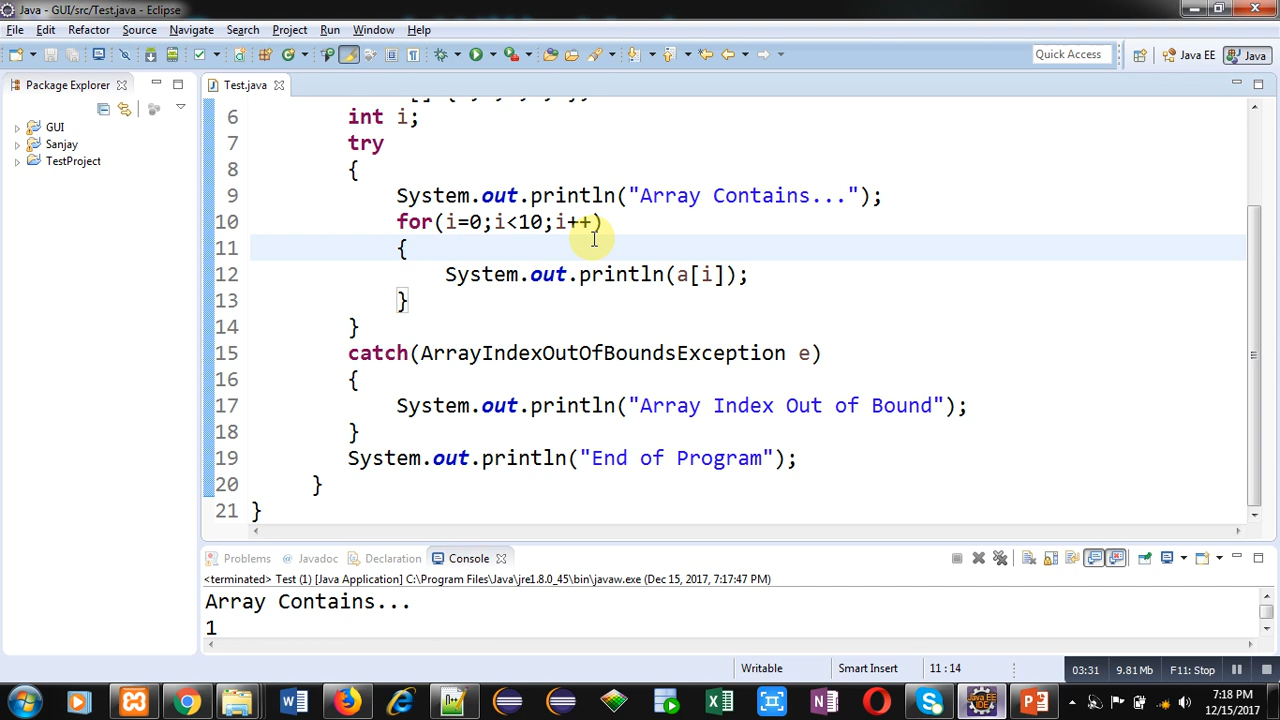 Java - GUI/src/Test.java - Eclipse
File Edit Refactor Source Navigate Search Project Run Window Help
Quick Access
Java EE
Java
Package Explorer
Test.java
GUI
Sanjay
TestProject
6 int i;
7 try
8 {
9 System.out.println("Array Contains...");
10 for(i=0;i<10;i++)
11 {
12 System.out.println(a[i]);
13 }
14 }
15 catch(ArrayIndexOutOfBoundsException e)
16 {
17 System.out.println("Array Index Out of Bound");
18 }
19 System.out.println("End of Program");
20 }
21 }
Problems @ Javadoc Declaration Console
<terminated> Test (1) [Java Application] C:\Program Files\Java\jre1.8.0_45\bin\javaw.exe (Dec 15, 2017, 7:17:47 PM)
Array Contains...
1
Writable Smart Insert 11 : 14
03:31 9.81 Mb F11: Stop
7:18 PM
12/15/2017